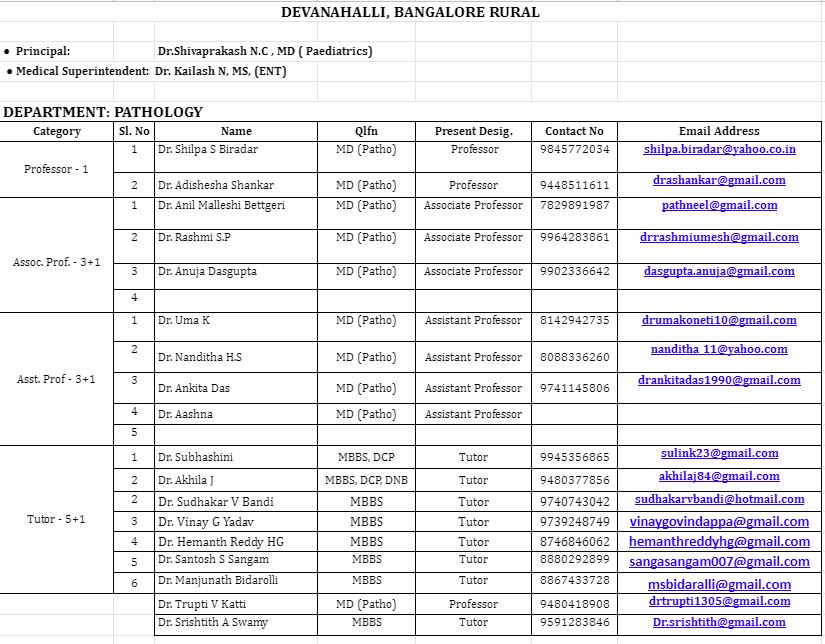 DEVANAHALLI, BANGALORE RURAL
• Principal: Dr.Shivaprakash N.C , MD ( Paediatrics)
• Medical Superintendent: Dr. Kailash N, MS, (ENT)
DEPARTMENT: PATHOLOGY
Category Sl. No Name Qlfn Present Desig. Contact No Email Address
Professor - 1
1 Dr. Shilpa S Biradar MD (Patho) Professor 9845772034 shilpa.biradar@yahoo.co.in
2 Dr. Adishesha Shankar MD (Patho) Professor 9448511611 drashankar@gmail.com
Assoc. Prof. - 3+1
1 Dr. Anil Malleshi Bettgeri MD (Patho) Associate Professor 7829891987 pathneel@gmail.com
2 Dr. Rashmi S.P MD (Patho) Associate Professor 9964283861 drrashmiumesh@gmail.com
3 Dr. Anuja Dasgupta MD (Patho) Associate Professor 9902336642 dasgupta.anuja@gmail.com
4
Asst. Prof - 3+1
1 Dr. Uma K MD (Patho) Assistant Professor 8142942735 drumakoneti10@gmail.com
2 Dr. Nanditha H.S MD (Patho) Assistant Professor 8088336260 nanditha_11@yahoo.com
3 Dr. Ankita Das MD (Patho) Assistant Professor 9741145806 drankitadas1990@gmail.com
4 Dr. Aashna MD (Patho) Assistant Professor
5
Tutor - 5+1
1 Dr. Subhashini MBBS, DCP Tutor 9945356865 sulink23@gmail.com
2 Dr. Akhila J MBBS, DCP, DNB Tutor 9480377856 akhilaj84@gmail.com
2 Dr. Sudhakar V Bandi MBBS Tutor 9740743042 sudhakarvbandi@hotmail.com
3 Dr. Vinay G Yadav MBBS Tutor 9739248749 vinaygovindappa@gmail.com
4 Dr. Hemanth Reddy HG MBBS Tutor 8746846062 hemanthreddyhg@gmail.com
5 Dr. Santosh S Sangam MBBS Tutor 8880292899 sangasangam007@gmail.com
6 Dr. Manjunath Bidarolli MBBS Tutor 8867433728 msbidaralli@gmail.com
Dr. Trupti V Katti MD (Patho) Professor 9480418908 drtrupti1305@gmail.com
Dr. Srishtith A Swamy MBBS Tutor 9591283846 Dr.srishtith@gmail.com